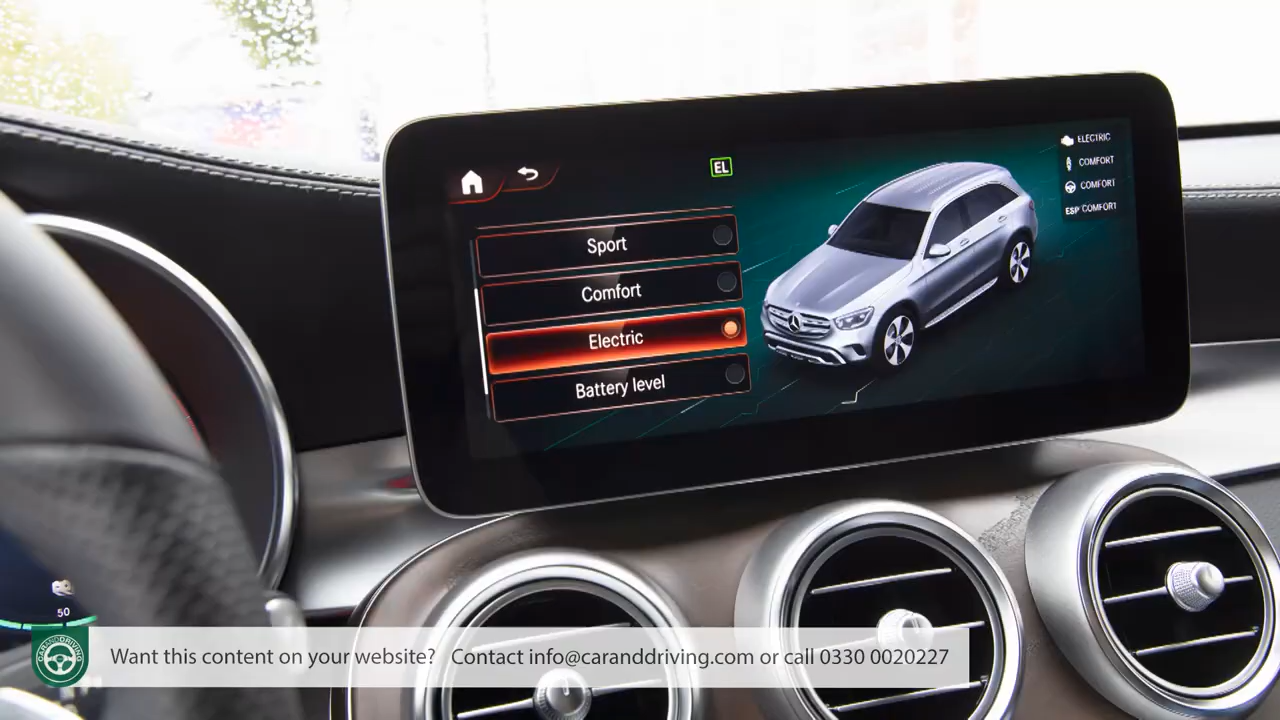 EL
Sport
Comfort
Electric
Battery level
ELECTRIC
COMFORT
COMFORT
ESP COMFORT
50
CARANDDRIVING
Want this content on your website? Contact info@caranddriving.com or call 0330 0020227